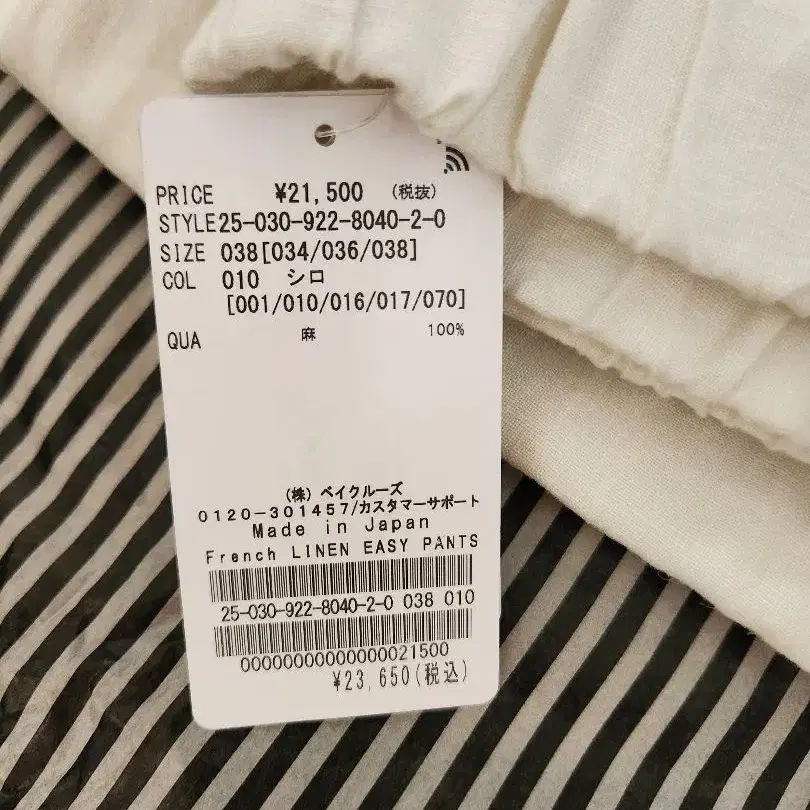 PRICE ¥21,500 (税抜)
STYLE25-030-922-8040-2-0
SIZE 038[034/036/038]
COL 010 シロ
[001/010/016/017/070]
QUA 麻 100%
(株) ベイクルーズ
0120-301457/カスタマーサポート
Made in Japan
French LINEN EASY PANTS
25-030-922-8040-2-0 038 010
00000000000000021500
¥23,650(税込)